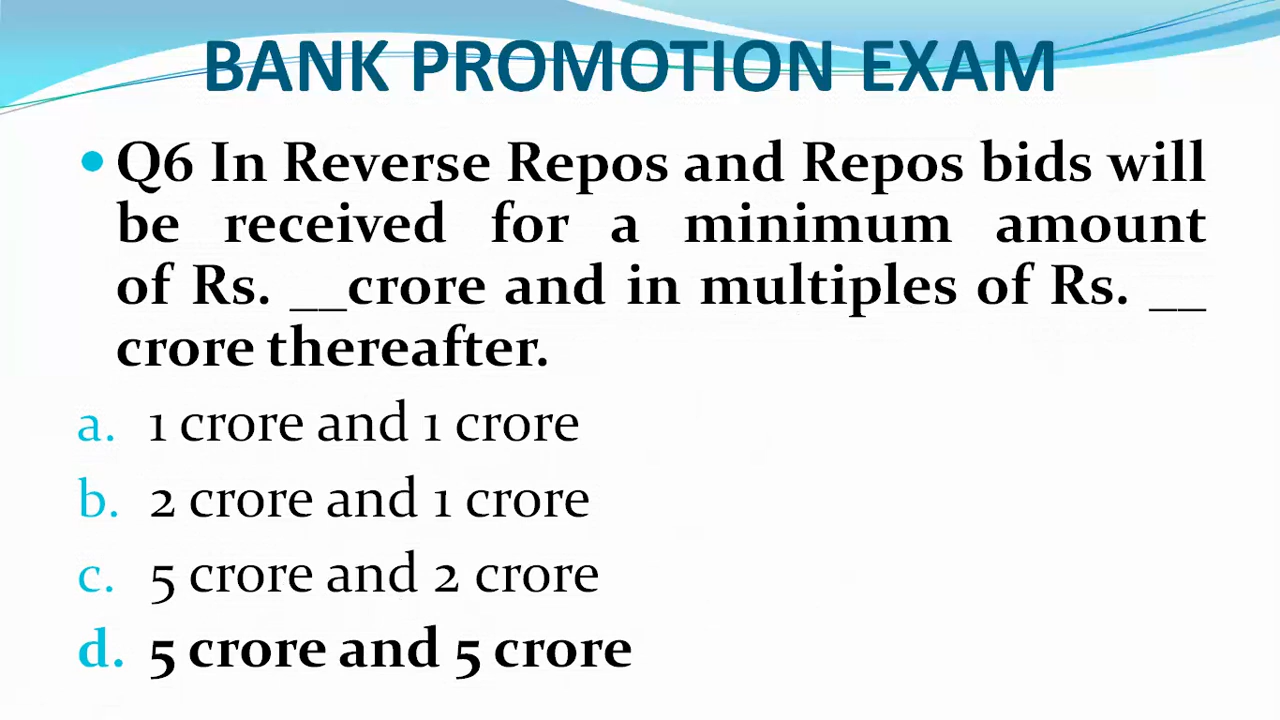 BANK PROMOTION EXAM
• Q6 In Reverse Repos and Repos bids will
be received for a minimum amount
of Rs. __crore and in multiples of Rs. __
crore thereafter.
a. 1 crore and 1 crore
b. 2 crore and 1 crore
c. 5 crore and 2 crore
d. 5 crore and 5 crore